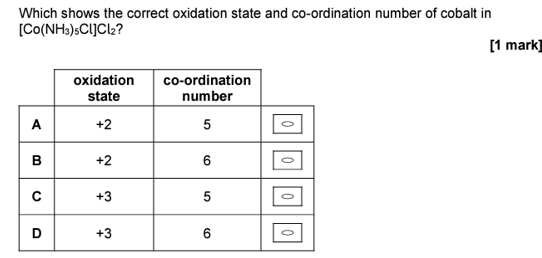 Which shows the correct oxidation state and co-ordination number of cobalt in
[Co(NH₃)₅Cl]Cl₂?
[1 mark]
oxidation state co-ordination number
A +2 5
B +2 6
C +3 5
D +3 6